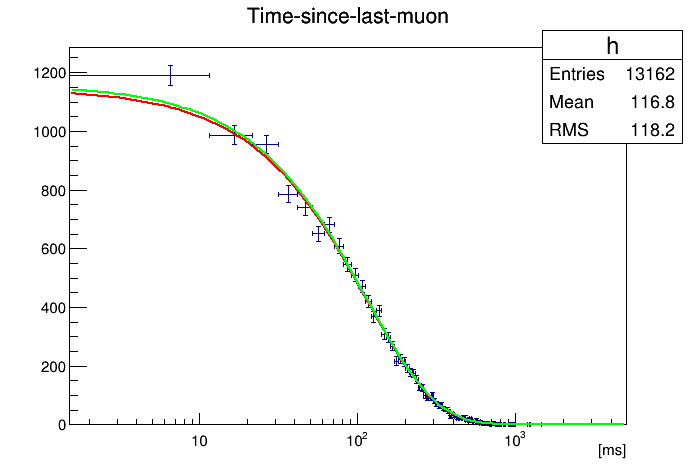 Time-since-last-muon
h
Entries 13162
Mean 116.8
RMS 118.2
1200
1000
800
600
400
200
0
10 10² 10³
[ms]